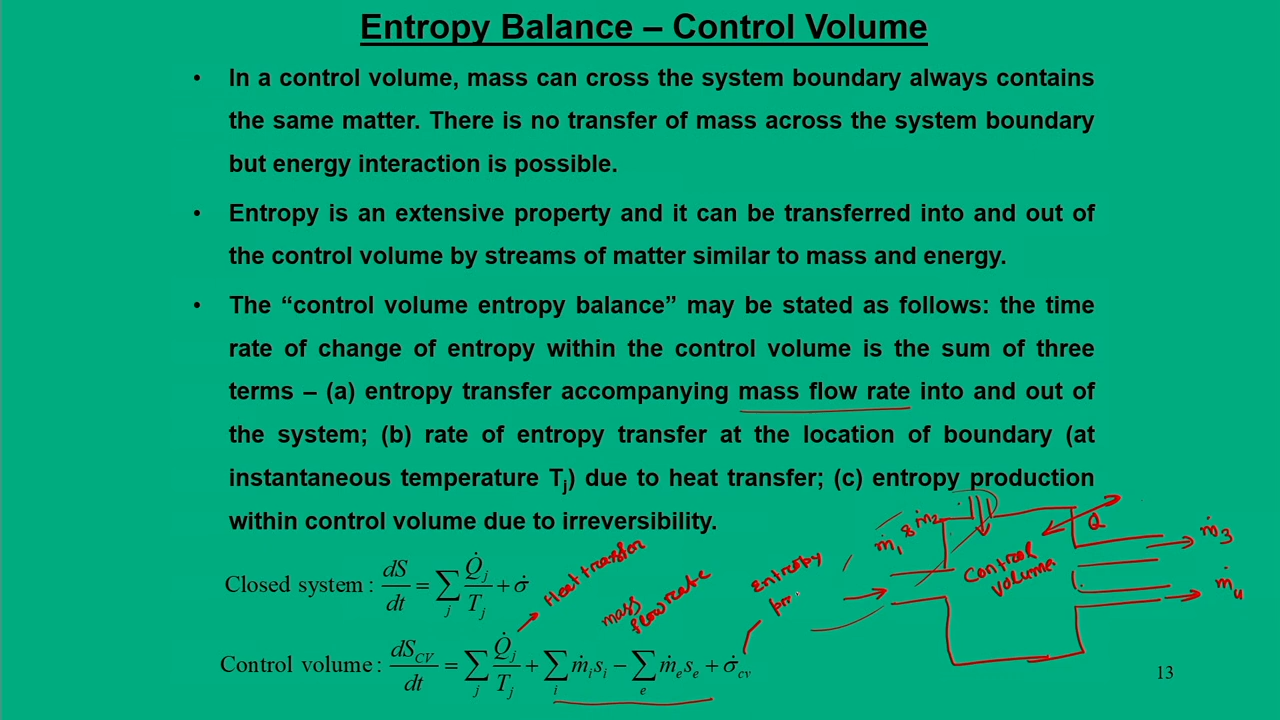 Entropy Balance – Control Volume
• In a control volume, mass can cross the system boundary always contains
the same matter. There is no transfer of mass across the system boundary
but energy interaction is possible.
• Entropy is an extensive property and it can be transferred into and out of
the control volume by streams of matter similar to mass and energy.
• The “control volume entropy balance” may be stated as follows: the time
rate of change of entropy within the control volume is the sum of three
terms – (a) entropy transfer accompanying mass flow rate into and out of
the system; (b) rate of entropy transfer at the location of boundary (at
instantaneous temperature Tj) due to heat transfer; (c) entropy production
within control volume due to irreversibility.
ṁ1 & ṁ2
Q
ṁ3
Control
volume
ṁ4
Closed system : dS/dt = ∑j Q̇j/Tj + σ̇
Heat transfer
mass
flow rate
Entropy
pr
Control volume : dSCV/dt = ∑j Q̇j/Tj + ∑i ṁi si − ∑e ṁe se + σ̇cv
13